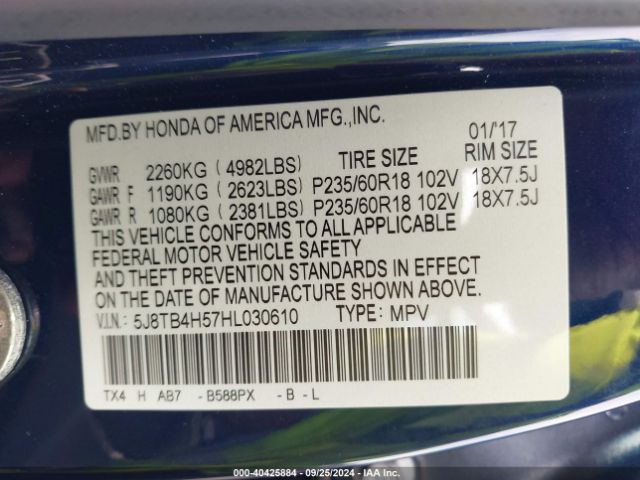 MFD.BY HONDA OF AMERICA MFG.,INC. 01/'17
GVWR 2260KG (4982LBS) TIRE SIZE RIM SIZE
GAWR F 1190KG (2623LBS) P235/60R18 102V 18X7.5J
GAWR R 1080KG (2381LBS) P235/60R18 102V 18X7.5J
THIS VEHICLE CONFORMS TO ALL APPLICABLE
FEDERAL MOTOR VEHICLE SAFETY
AND THEFT PREVENTION STANDARDS IN EFFECT
ON THE DATE OF MANUFACTURE SHOWN ABOVE.
V.I.N.: 5J8TB4H57HL030610 TYPE: MPV
TX4 H AB7 -B588PX -B-L
000-40425884 - 09/25/2024 - IAA Inc.